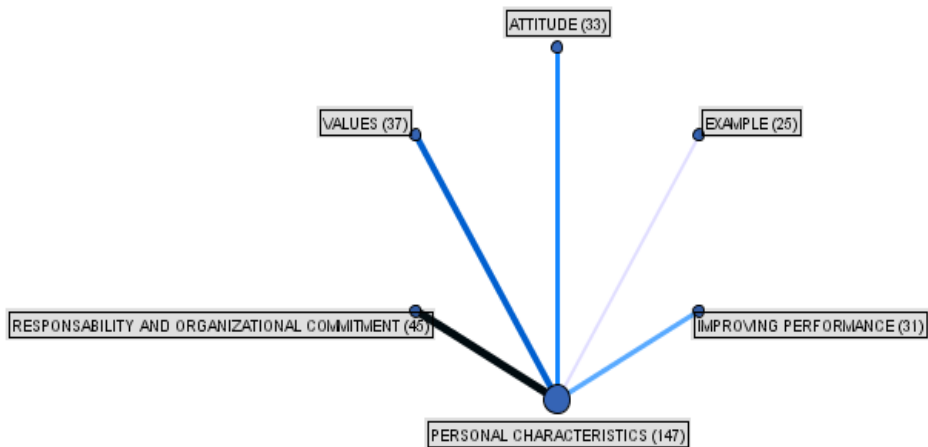 ATTITUDE (33)
VALUES (37)
EXAMPLE (25)
RESPONSABILITY AND ORGANIZATIONAL COMMITMENT (45)
IMPROVING PERFORMANCE (31)
PERSONAL CHARACTERISTICS (147)